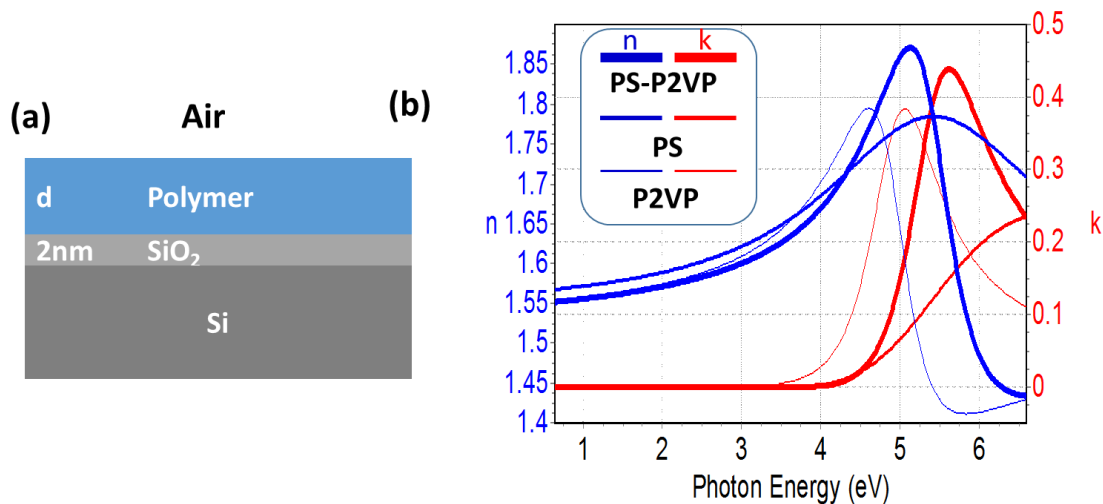 (a)
Air
d Polymer
2nm SiO₂
Si
(b)
n k
PS-P2VP
PS
P2VP
1.85
1.8
1.75
1.7
1.65
1.6
1.55
1.5
1.45
1.4
n
0.5
0.4
0.3
0.2
0.1
0
k
1 2 3 4 5 6
Photon Energy (eV)